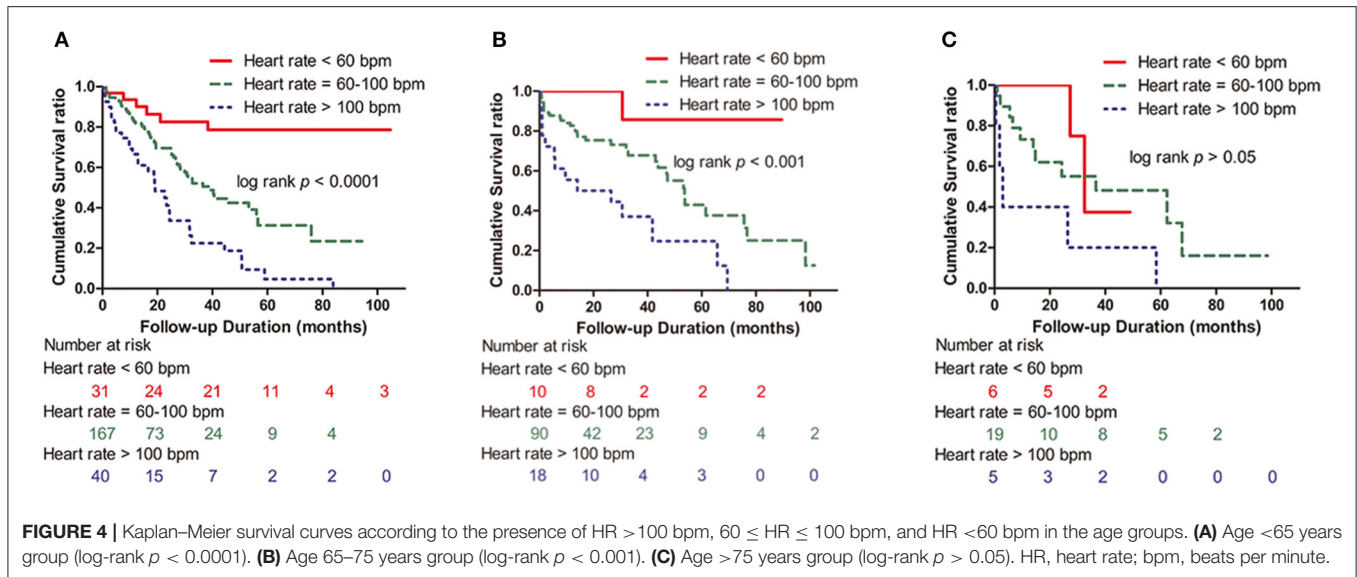 A
Heart rate < 60 bpm
Heart rate = 60-100 bpm
Heart rate > 100 bpm
Cumulative Survival ratio
1.0
0.8
0.6
0.4
0.2
0.0
log rank p < 0.0001
0 20 40 60 80 100
Follow-up Duration (months)
Number at risk
Heart rate < 60 bpm
31 24 21 11 4 3
Heart rate = 60-100 bpm
167 73 24 9 4
Heart rate > 100 bpm
40 15 7 2 2 0
B
Heart rate < 60 bpm
Heart rate = 60-100 bpm
Heart rate > 100 bpm
Cumulative Survival ratio
1.0
0.8
0.6
0.4
0.2
0.0
log rank p < 0.001
0 20 40 60 80 100
Follow-up Duration (months)
Number at risk
Heart rate < 60 bpm
10 8 2 2 2
Heart rate = 60-100 bpm
90 42 23 9 4 2
Heart rate > 100 bpm
18 10 4 3 0 0
C
Heart rate < 60 bpm
Heart rate = 60-100 bpm
Heart rate > 100 bpm
Cumulative Survival ratio
1.0
0.8
0.6
0.4
0.2
0.0
log rank p > 0.05
0 20 40 60 80 100
Follow-up Duration (months)
Number at risk
Heart rate < 60 bpm
6 5 2
Heart rate = 60-100 bpm
19 10 8 5 2
Heart rate > 100 bpm
5 3 2 0 0 0
FIGURE 4 | Kaplan–Meier survival curves according to the presence of HR >100 bpm, 60 ≤ HR ≤ 100 bpm, and HR <60 bpm in the age groups. (A) Age <65 years
group (log-rank p < 0.0001). (B) Age 65–75 years group (log-rank p < 0.001). (C) Age >75 years group (log-rank p > 0.05). HR, heart rate; bpm, beats per minute.